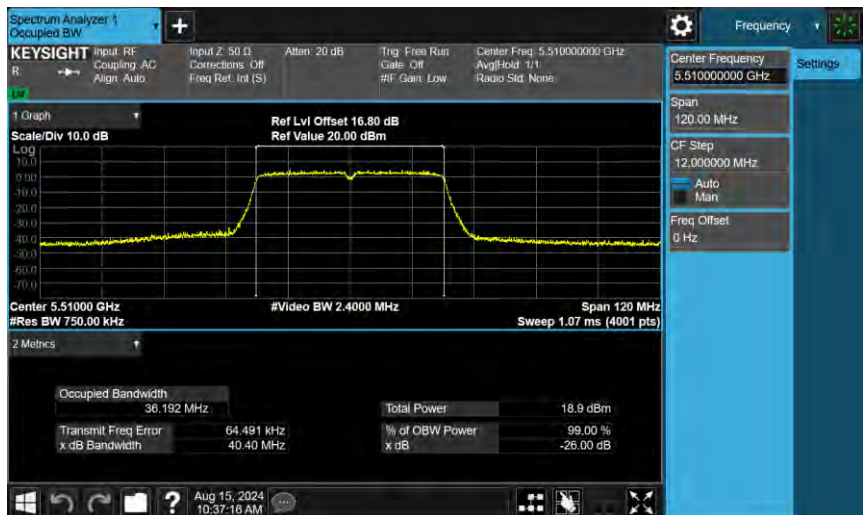 Spectrum Analyzer 1
Occupied BW
Frequency
KEYSIGHT
R
Input: RF
Coupling: AC
Align: Auto
Input Z: 50 Ω
Corrections: Off
Freq Ref: Int (S)
Atten: 20 dB
Trig: Free Run
Gate: Off
#IF Gain: Low
Center Freq: 5.510000000 GHz
Avg|Hold: 1/1
Radio Std: None
Center Frequency
5.510000000 GHz
Settings
Span
120.00 MHz
CF Step
12.000000 MHz
Auto
Man
Freq Offset
0 Hz
1 Graph
Scale/Div 10.0 dB
Ref Lvl Offset 16.80 dB
Ref Value 20.00 dBm
Log
10.0
0.00
-10.0
-20.0
-30.0
-40.0
-50.0
-60.0
-70.0
Center 5.51000 GHz
#Video BW 2.4000 MHz
Span 120 MHz
#Res BW 750.00 kHz
Sweep 1.07 ms (4001 pts)
2 Metrics
Occupied Bandwidth
36.192 MHz
Total Power
18.9 dBm
Transmit Freq Error
64.491 kHz
% of OBW Power
99.00 %
x dB Bandwidth
40.40 MHz
x dB
-26.00 dB
?
Aug 15, 2024
10:37:16 AM